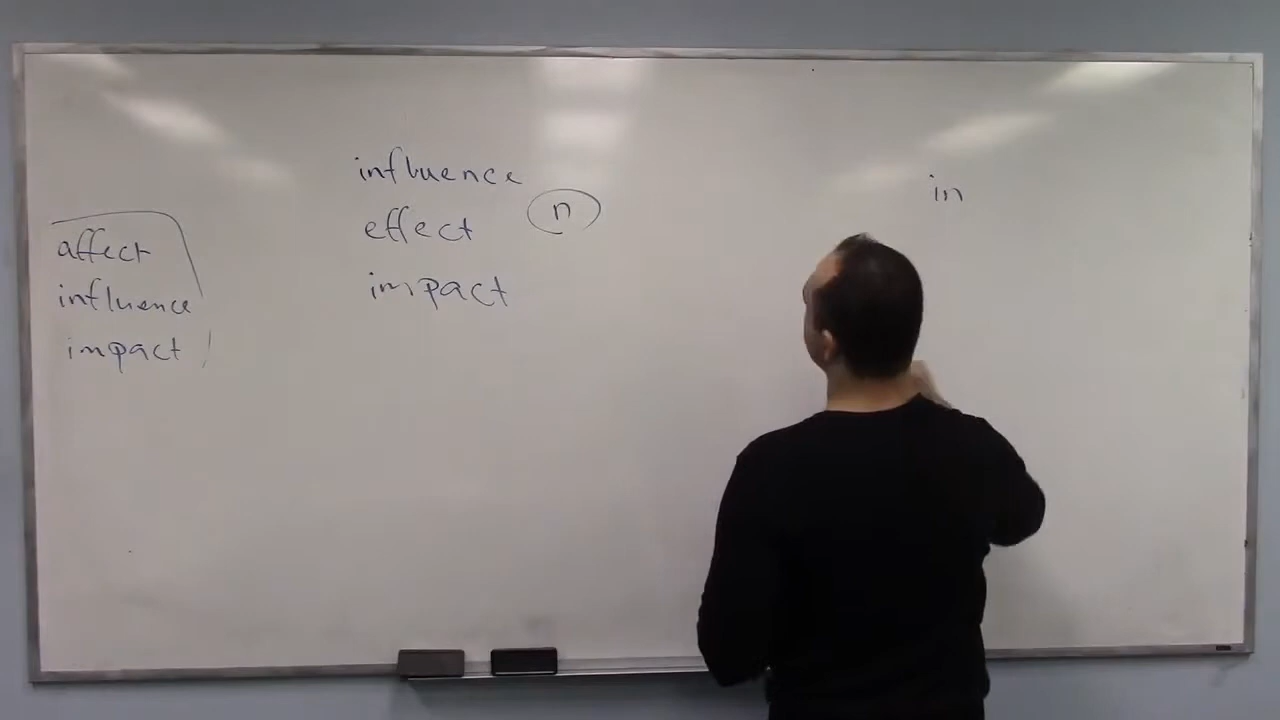 affect
influence
impact
influence
effect
impact
n
in